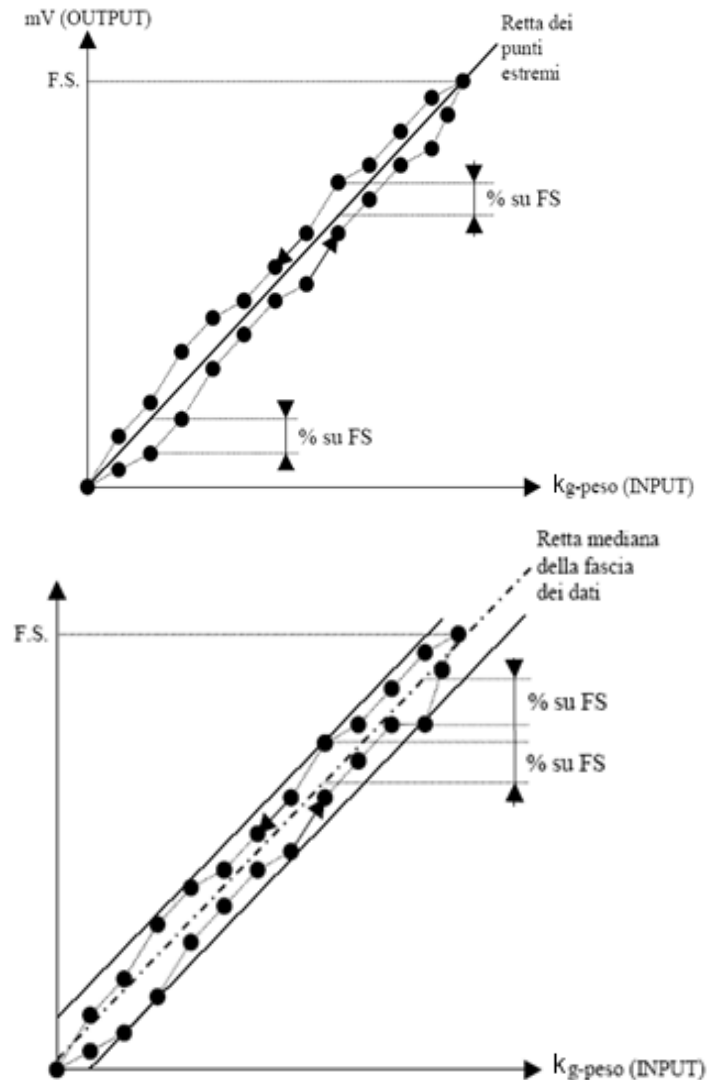 mV (OUTPUT)
Retta dei
punti
estremi
F.S.
% su FS
% su FS
kg-peso (INPUT)
Retta mediana
della fascia
dei dati
F.S.
% su FS
% su FS
kg-peso (INPUT)